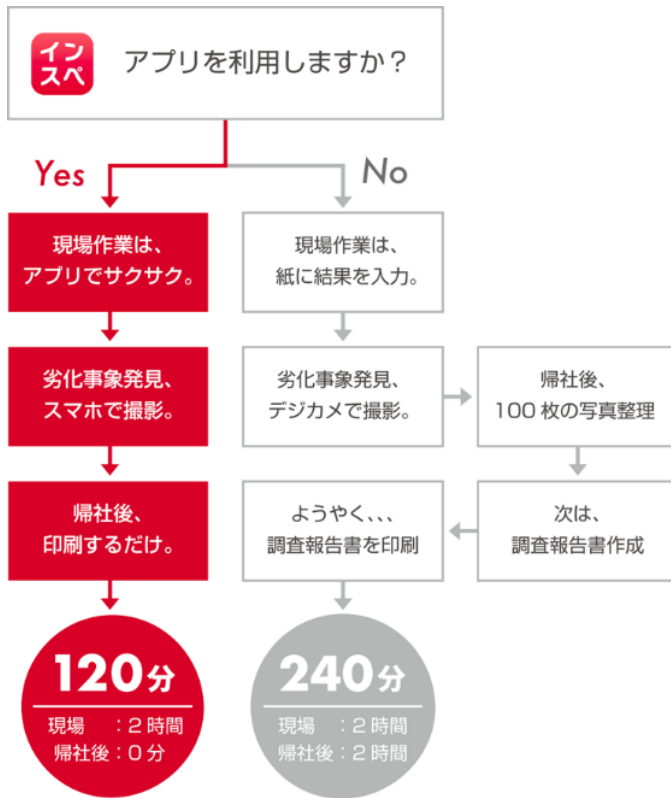 インスペ
アプリを利用しますか？
Yes
No
現場作業は、
アプリでサクサク。
現場作業は、
紙に結果を入力。
劣化事象発見、
スマホで撮影。
劣化事象発見、
デジカメで撮影。
帰社後、
100枚の写真整理
帰社後、
印刷するだけ。
ようやく、、、
調査報告書を印刷
次は、
調査報告書作成
120分
現場　：2時間
帰社後：0分
240分
現場　：2時間
帰社後：2時間